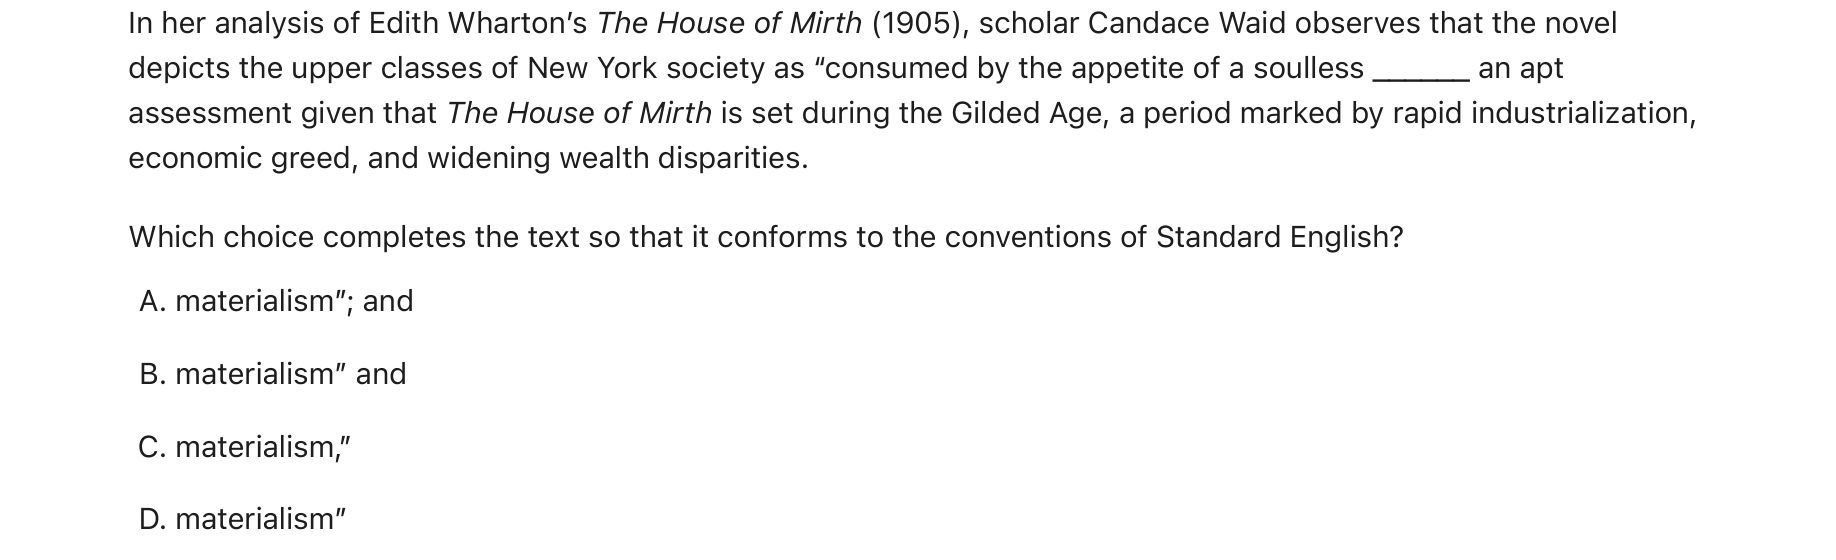 In her analysis of Edith Wharton’s The House of Mirth (1905), scholar Candace Waid observes that the novel
depicts the upper classes of New York society as “consumed by the appetite of a soulless ______ an apt
assessment given that The House of Mirth is set during the Gilded Age, a period marked by rapid industrialization,
economic greed, and widening wealth disparities.
Which choice completes the text so that it conforms to the conventions of Standard English?
A. materialism”; and
B. materialism” and
C. materialism,”
D. materialism”